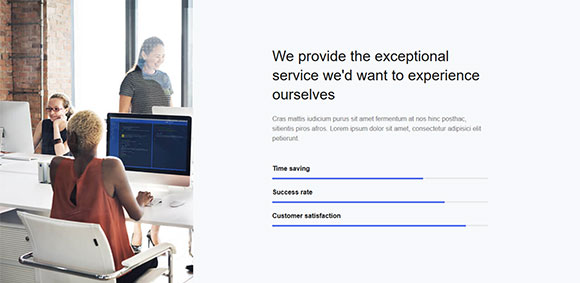 We provide the exceptional
service we'd want to experience
ourselves
Cras mattis iudicium purus sit amet fermentum at nos hinc posthac,
sitientis piros afros. Lorem ipsum dolor sit amet, consectetur adipisici elit
petierunt.
Time saving
Success rate
Customer satisfaction